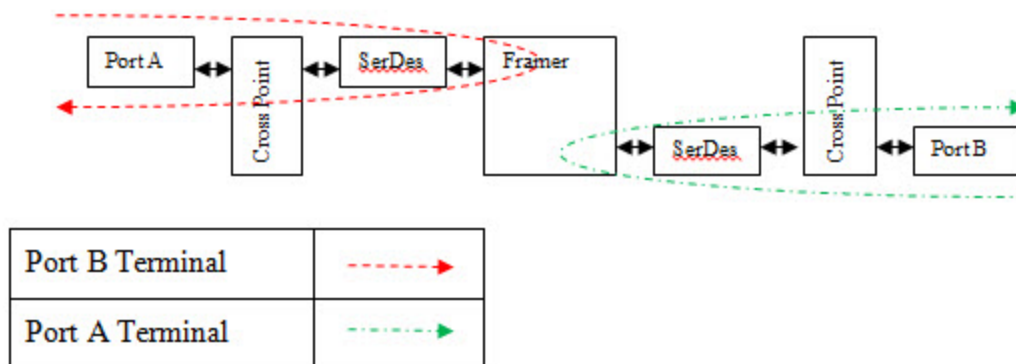 Port A
Cross Point
SerDes
Framer
SerDes
Cross Point
Port B
Port B Terminal
Port A Terminal